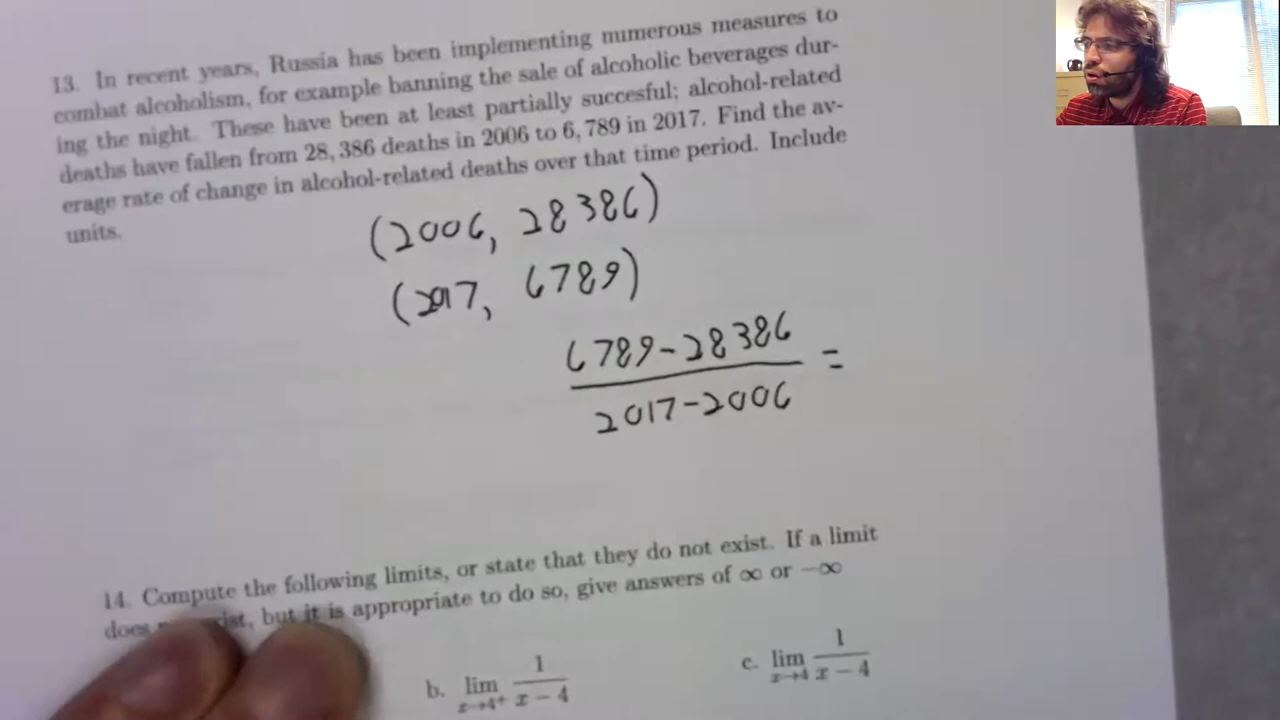 13. In recent years, Russia has been implementing numerous measures to
combat alcoholism, for example banning the sale of alcoholic beverages dur-
ing the night. These have been at least partially succesful; alcohol-related
deaths have fallen from 28,386 deaths in 2006 to 6,789 in 2017. Find the av-
erage rate of change in alcohol-related deaths over that time period. Include
units.
(2006, 28386)
(2017, 6789)
6789-28386
2017-2006
=
14. Compute the following limits, or state that they do not exist. If a limit
does exist, but it is appropriate to do so, give answers of ∞ or −∞
b. lim x→4⁺ 1/(x − 4)
c. lim x→4 1/(x − 4)